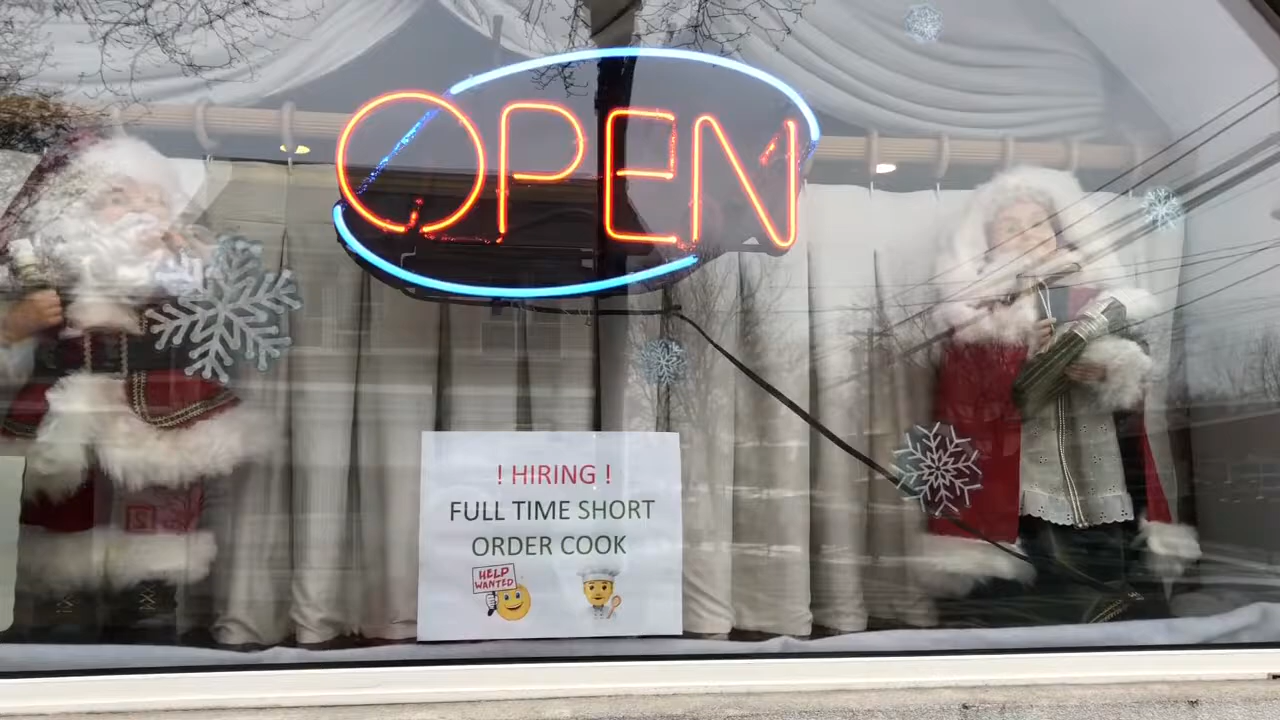 OPEN
! HIRING !
FULL TIME SHORT
ORDER COOK
HELP
WANTED